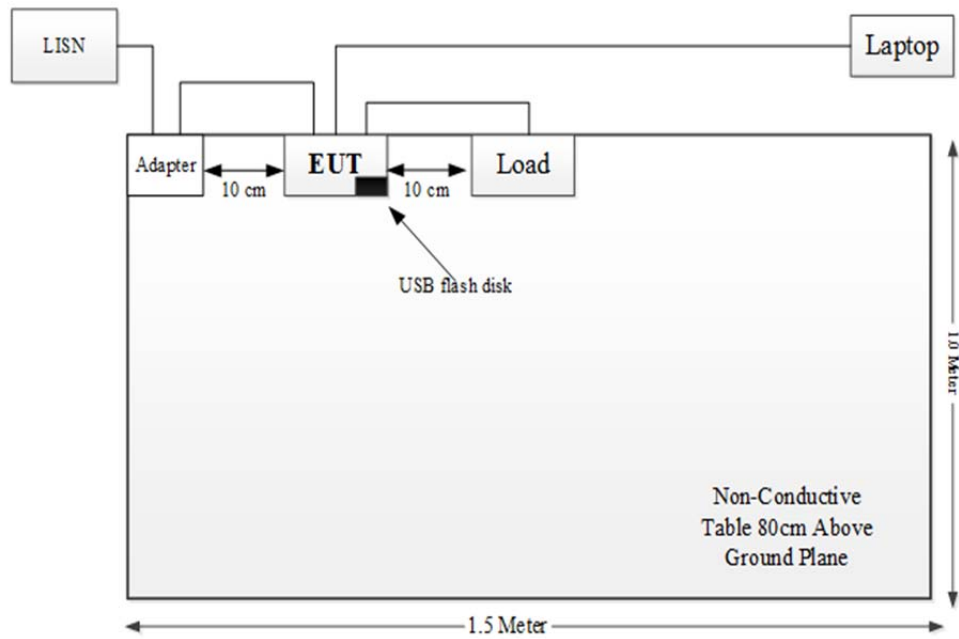 LISN
Laptop
Adapter
10 cm
EUT
10 cm
Load
USB flash disk
1.0 Meter
Non-Conductive
Table 80cm Above
Ground Plane
1.5 Meter